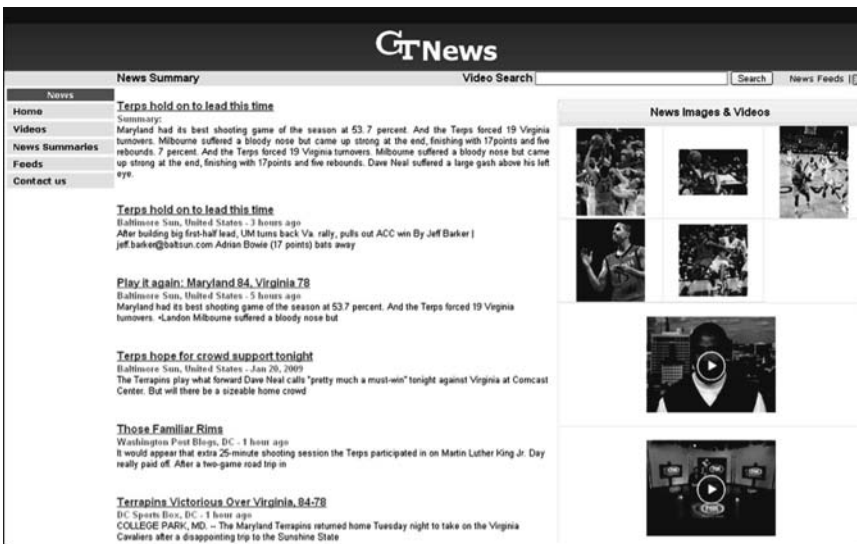 GTNews
News Summary Video Search Search News Feeds |
News
Home
Videos
News Summaries
Feeds
Contact us
Terps hold on to lead this time
Summary:
Maryland had its best shooting game of the season at 53.7 percent. And the Terps forced 19 Virginia
turnovers. Milbourne suffered a bloody nose but came up strong at the end, finishing with 17points and five
rebounds. 7 percent. And the Terps forced 19 Virginia turnovers. Milbourne suffered a bloody nose but came
up strong at the end, finishing with 17points and five rebounds. Dave Neal suffered a large gash above his left
eye.
Terps hold on to lead this time
Baltimore Sun, United States - 3 hours ago
After building big first-half lead, UM turns back Va. rally, pulls out ACC win By Jeff Barker |
jeff.barker@baltsun.com Adrian Bowie (17 points) bats away
Play it again: Maryland 84, Virginia 78
Baltimore Sun, United States - 5 hours ago
Maryland had its best shooting game of the season at 53.7 percent. And the Terps forced 19 Virginia
turnovers. •Landon Milbourne suffered a bloody nose but
Terps hope for crowd support tonight
Baltimore Sun, United States - Jan 20, 2009
The Terrapins play what forward Dave Neal calls "pretty much a must-win" tonight against Virginia at Comcast
Center. But will there be a sizeable home crowd
Those Familiar Rims
Washington Post Blogs, DC - 1 hour ago
It would appear that extra 25-minute shooting session the Terps participated in on Martin Luther King Jr. Day
really paid off. After a two-game road trip in
Terrapins Victorious Over Virginia, 84-78
DC Sports Box, DC - 1 hour ago
COLLEGE PARK, MD. -- The Maryland Terrapins returned home Tuesday night to take on the Virginia
Cavaliers after a disappointing trip to the Sunshine State
News Images & Videos